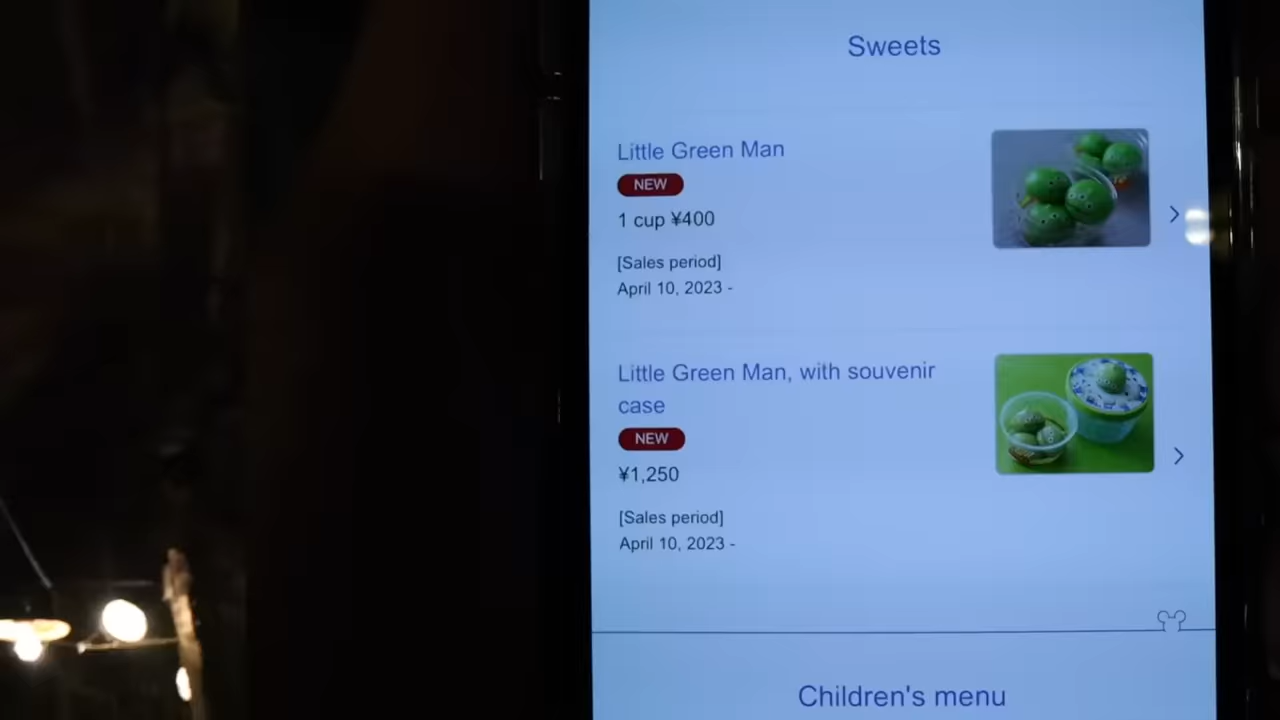 Sweets
Little Green Man
NEW
1 cup ¥400
[Sales period]
April 10, 2023 -
Little Green Man, with souvenir
case
NEW
¥1,250
[Sales period]
April 10, 2023 -
Children's menu